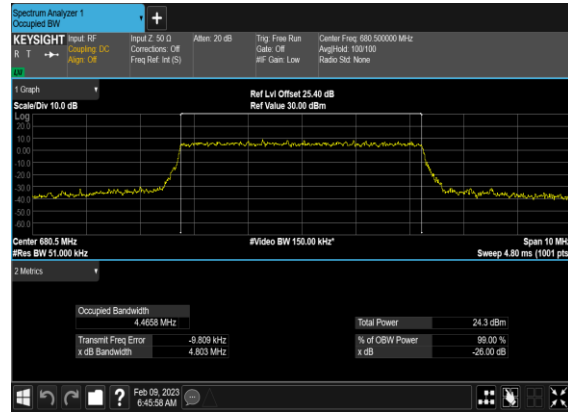 Spectrum Analyzer 1
Occupied BW
+
KEYSIGHT Input: RF Input Z: 50 Ω Atten: 20 dB Trig: Free Run Center Freq: 680.500000 MHz
R T Coupling: DC Corrections: Off Gate: Off Avg|Hold: 100/100
Align: Off Freq Ref: Int (S) #IF Gain: Low Radio Std: None
1 Graph Ref Lvl Offset 25.40 dB
Scale/Div 10.0 dB Ref Value 30.00 dBm
Log
20.0
10.0
0.00
-10.0
-20.0
-30.0
-40.0
-50.0
-60.0
Center 680.5 MHz #Video BW 150.00 kHz* Span 10 MHz
#Res BW 51.000 kHz Sweep 4.80 ms (1001 pts)
2 Metrics
Occupied Bandwidth
4.4658 MHz Total Power 24.3 dBm
Transmit Freq Error -9.809 kHz % of OBW Power 99.00 %
x dB Bandwidth 4.803 MHz x dB -26.00 dB
? Feb 09, 2023
6:45:58 AM